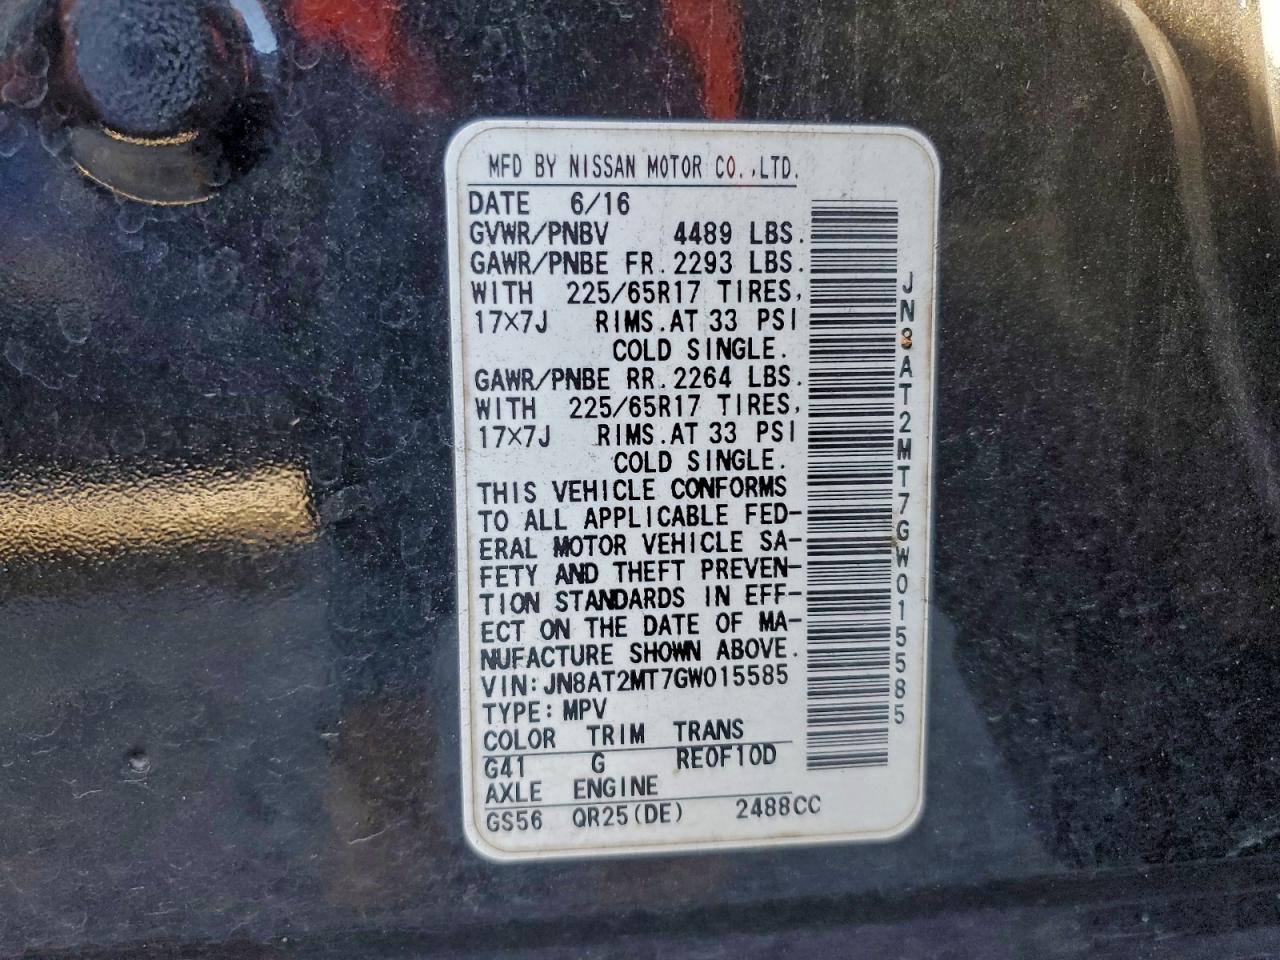 MFD BY NISSAN MOTOR CO.,LTD.
DATE 6/16
GVWR/PNBV 4489 LBS.
GAWR/PNBE FR.2293 LBS.
WITH 225/65R17 TIRES,
17×7J RIMS.AT 33 PSI
COLD SINGLE.
GAWR/PNBE RR.2264 LBS.
WITH 225/65R17 TIRES,
17×7J RIMS.AT 33 PSI
COLD SINGLE.
THIS VEHICLE CONFORMS
TO ALL APPLICABLE FED-
ERAL MOTOR VEHICLE SA-
FETY AND THEFT PREVEN-
TION STANDARDS IN EFF-
ECT ON THE DATE OF MA-
NUFACTURE SHOWN ABOVE.
VIN:JN8AT2MT7GW015585
TYPE:MPV
COLOR TRIM TRANS
G41 G RE0F10D
AXLE ENGINE
GS56 QR25(DE) 2488CC
JN8AT2MT7GW015585